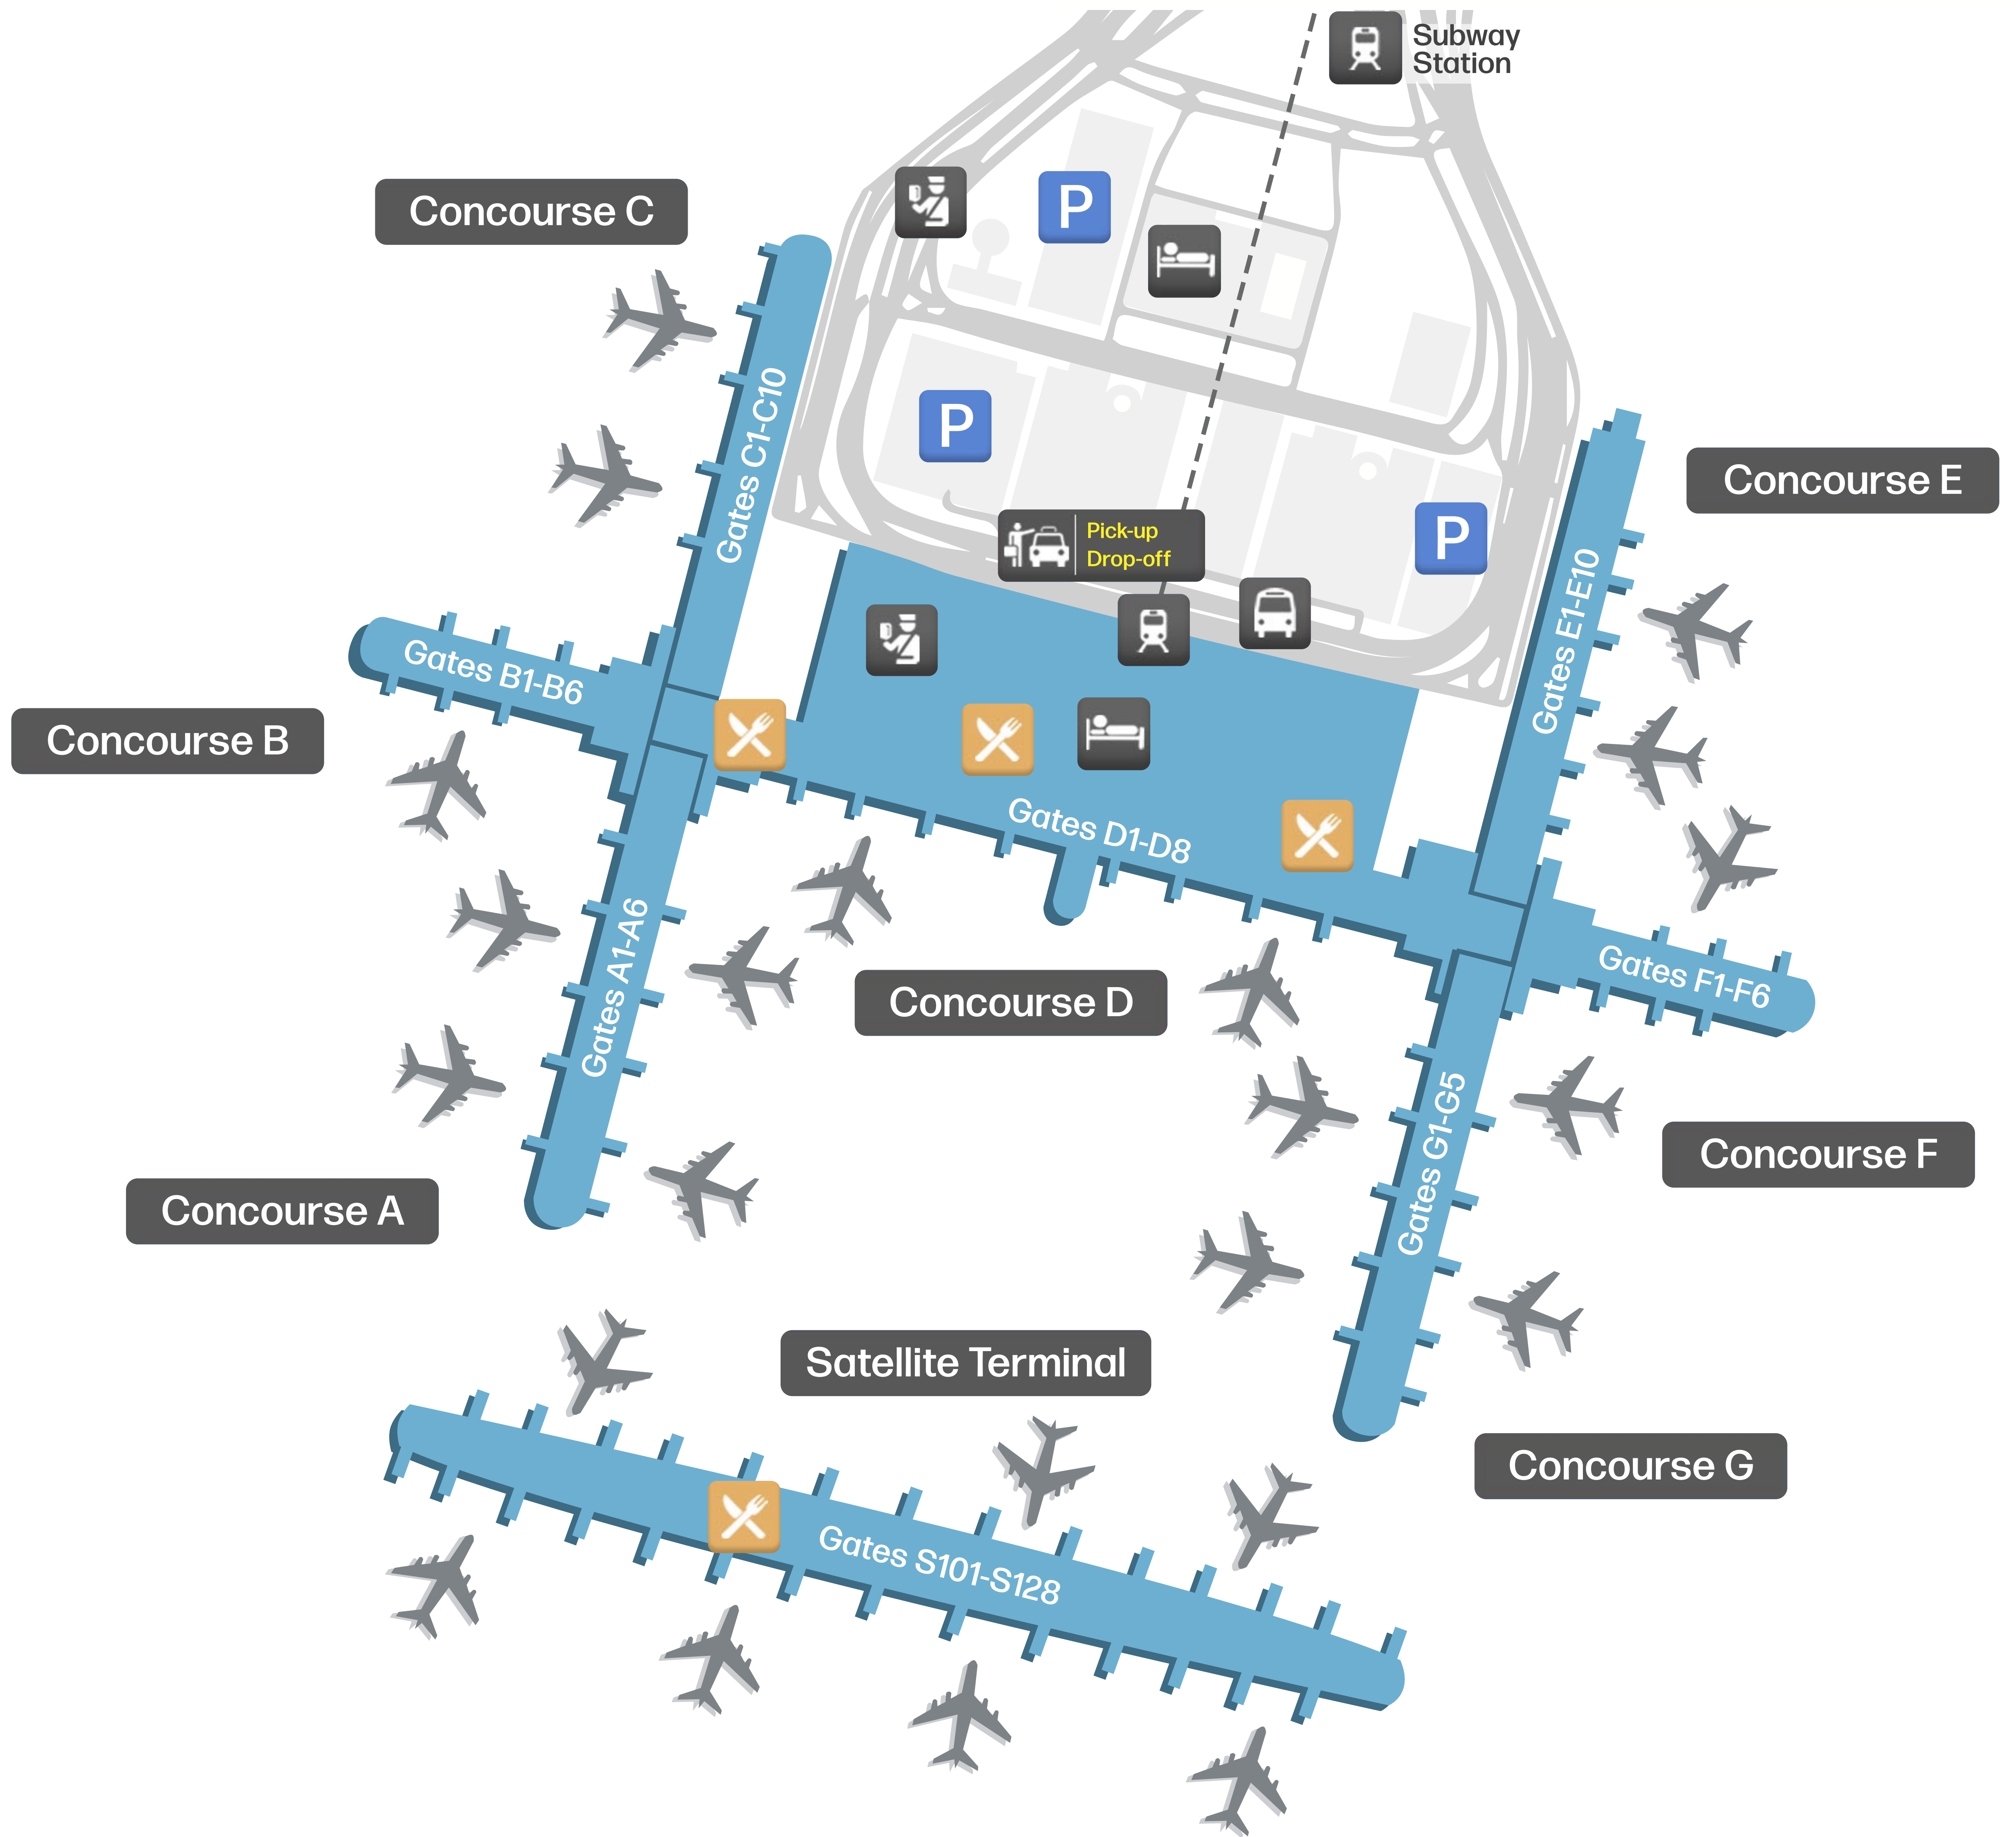 Subway
Station
Concourse C
P
P
Concourse E
Gates C1-C10
Pick-up
Drop-off
P
Gates E1-E10
Gates B1-B6
Concourse B
Gates D1-D8
Gates A1-A6
Concourse D
Gates F1-F6
Gates G1-G5
Concourse F
Concourse A
Satellite Terminal
Concourse G
Gates S101-S128